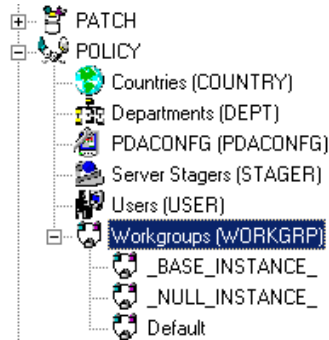 PATCH
POLICY
Countries (COUNTRY)
Departments (DEPT)
PDACONFG (PDACONFG)
Server Stagers (STAGER)
Users (USER)
Workgroups (WORKGRP)
_BASE_INSTANCE_
_NULL_INSTANCE_
Default